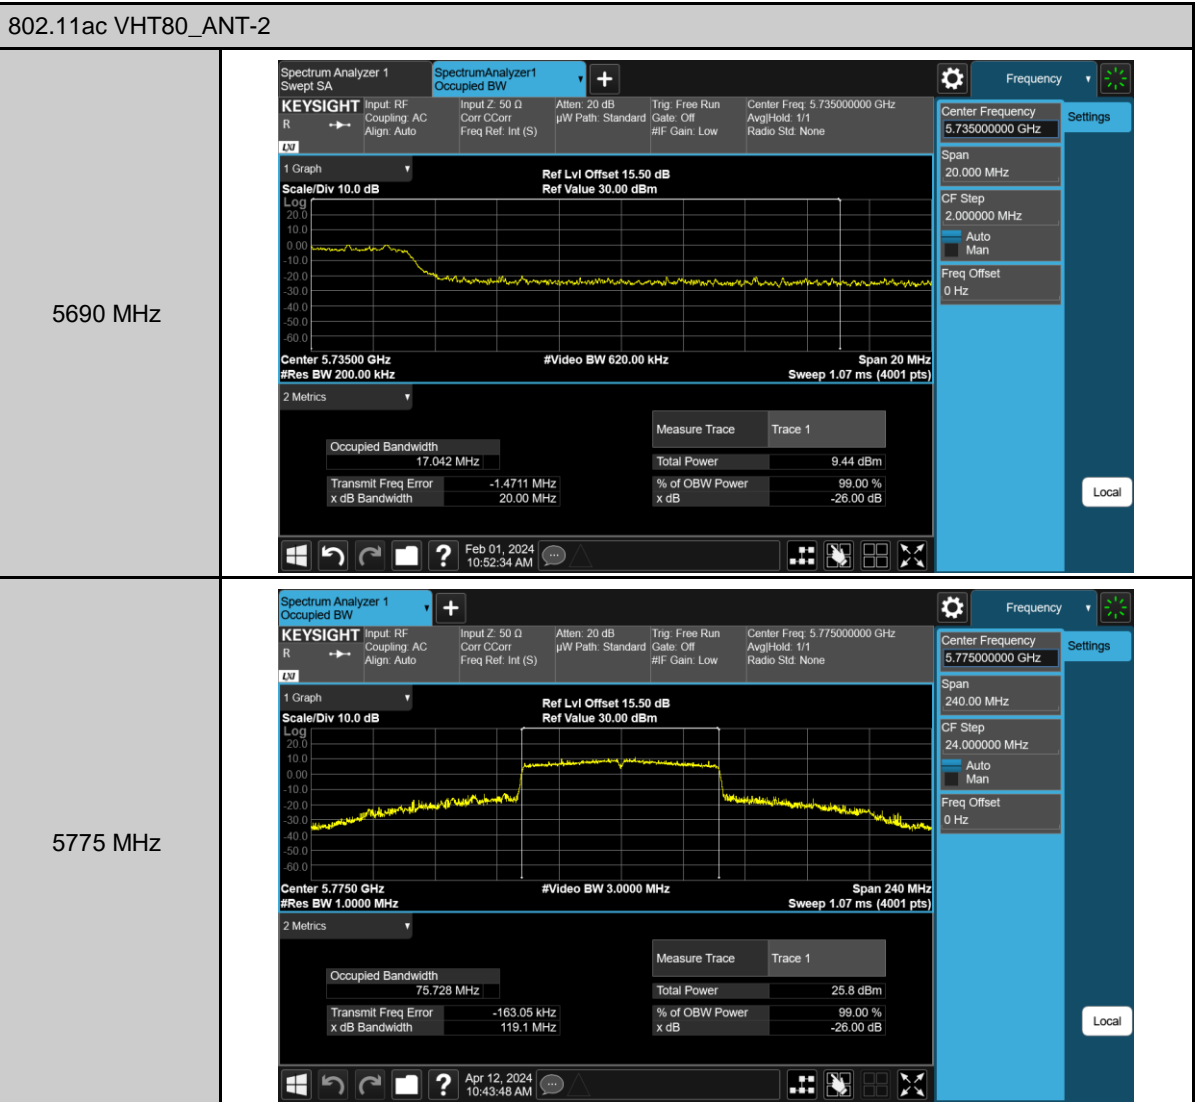 802.11ac VHT80_ANT-2
5690 MHz
Spectrum Analyzer 1
Swept SA
SpectrumAnalyzer1
Occupied BW
Frequency
KEYSIGHT
R
LXI
Input: RF
Coupling: AC
Align: Auto
Input Z: 50 Ω
Corr CCorr
Freq Ref: Int (S)
Atten: 20 dB
µW Path: Standard
Trig: Free Run
Gate: Off
#IF Gain: Low
Center Freq: 5.735000000 GHz
Avg|Hold: 1/1
Radio Std: None
Center Frequency
5.735000000 GHz
Settings
Span
20.000 MHz
CF Step
2.000000 MHz
Auto
Man
Freq Offset
0 Hz
Local
1 Graph
Scale/Div 10.0 dB
Ref Lvl Offset 15.50 dB
Ref Value 30.00 dBm
Log
20.0
10.0
0.00
-10.0
-20.0
-30.0
-40.0
-50.0
-60.0
Center 5.73500 GHz
#Video BW 620.00 kHz
Span 20 MHz
#Res BW 200.00 kHz
Sweep 1.07 ms (4001 pts)
2 Metrics
Measure Trace Trace 1
Occupied Bandwidth
17.042 MHz
Total Power 9.44 dBm
Transmit Freq Error -1.4711 MHz
% of OBW Power 99.00 %
x dB Bandwidth 20.00 MHz
x dB -26.00 dB
?
Feb 01, 2024
10:52:34 AM
5775 MHz
Spectrum Analyzer 1
Occupied BW
Frequency
KEYSIGHT
R
LXI
Input: RF
Coupling: AC
Align: Auto
Input Z: 50 Ω
Corr CCorr
Freq Ref: Int (S)
Atten: 20 dB
µW Path: Standard
Trig: Free Run
Gate: Off
#IF Gain: Low
Center Freq: 5.775000000 GHz
Avg|Hold: 1/1
Radio Std: None
Center Frequency
5.775000000 GHz
Settings
Span
240.00 MHz
CF Step
24.000000 MHz
Auto
Man
Freq Offset
0 Hz
Local
1 Graph
Scale/Div 10.0 dB
Ref Lvl Offset 15.50 dB
Ref Value 30.00 dBm
Log
20.0
10.0
0.00
-10.0
-20.0
-30.0
-40.0
-50.0
-60.0
Center 5.7750 GHz
#Video BW 3.0000 MHz
Span 240 MHz
#Res BW 1.0000 MHz
Sweep 1.07 ms (4001 pts)
2 Metrics
Measure Trace Trace 1
Occupied Bandwidth
75.728 MHz
Total Power 25.8 dBm
Transmit Freq Error -163.05 kHz
% of OBW Power 99.00 %
x dB Bandwidth 119.1 MHz
x dB -26.00 dB
?
Apr 12, 2024
10:43:48 AM